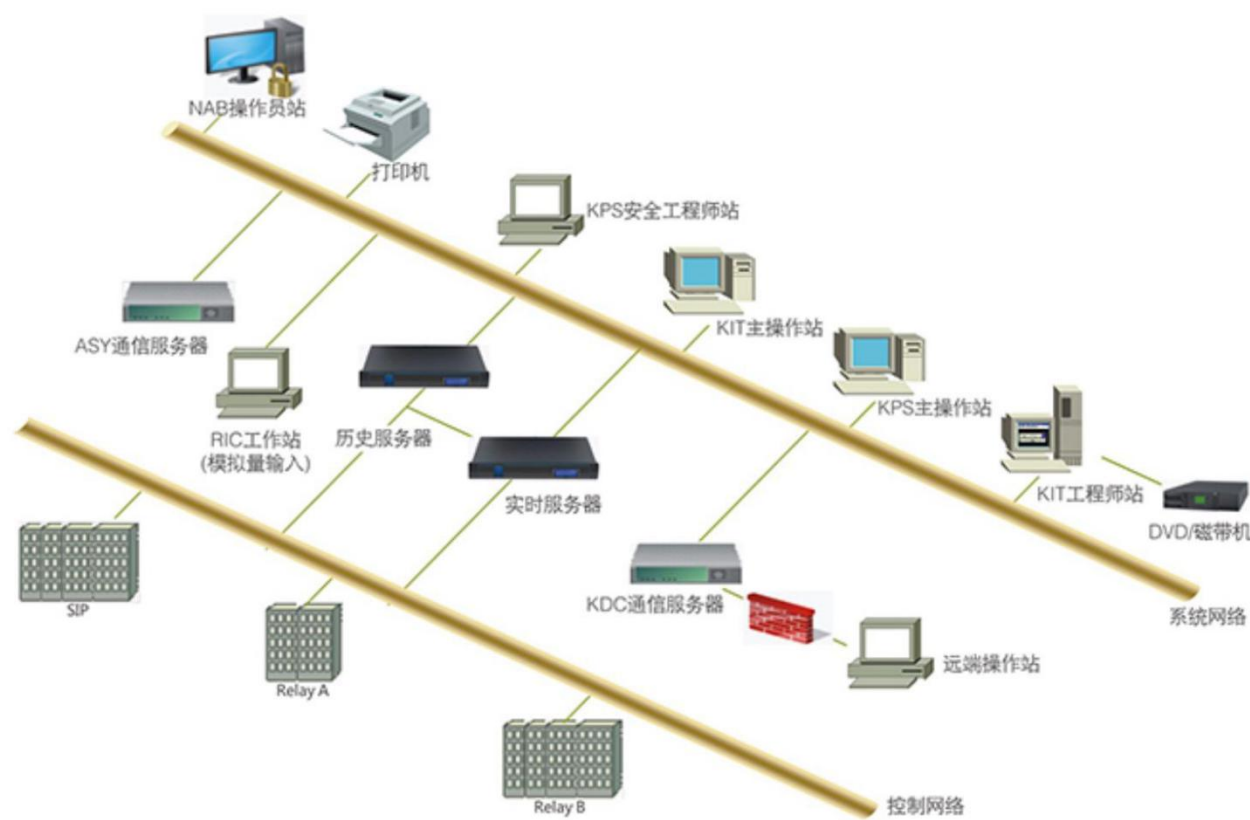 NAB操作员站
打印机
KPS安全工程师站
KIT主操作站
ASY通信服务器
KPS主操作站
RIC工作站
(模拟量输入)
历史服务器
实时服务器
KIT工程师站
DVD/磁带机
KDC通信服务器
系统网络
SIP
远端操作站
Relay A
Relay B
控制网络